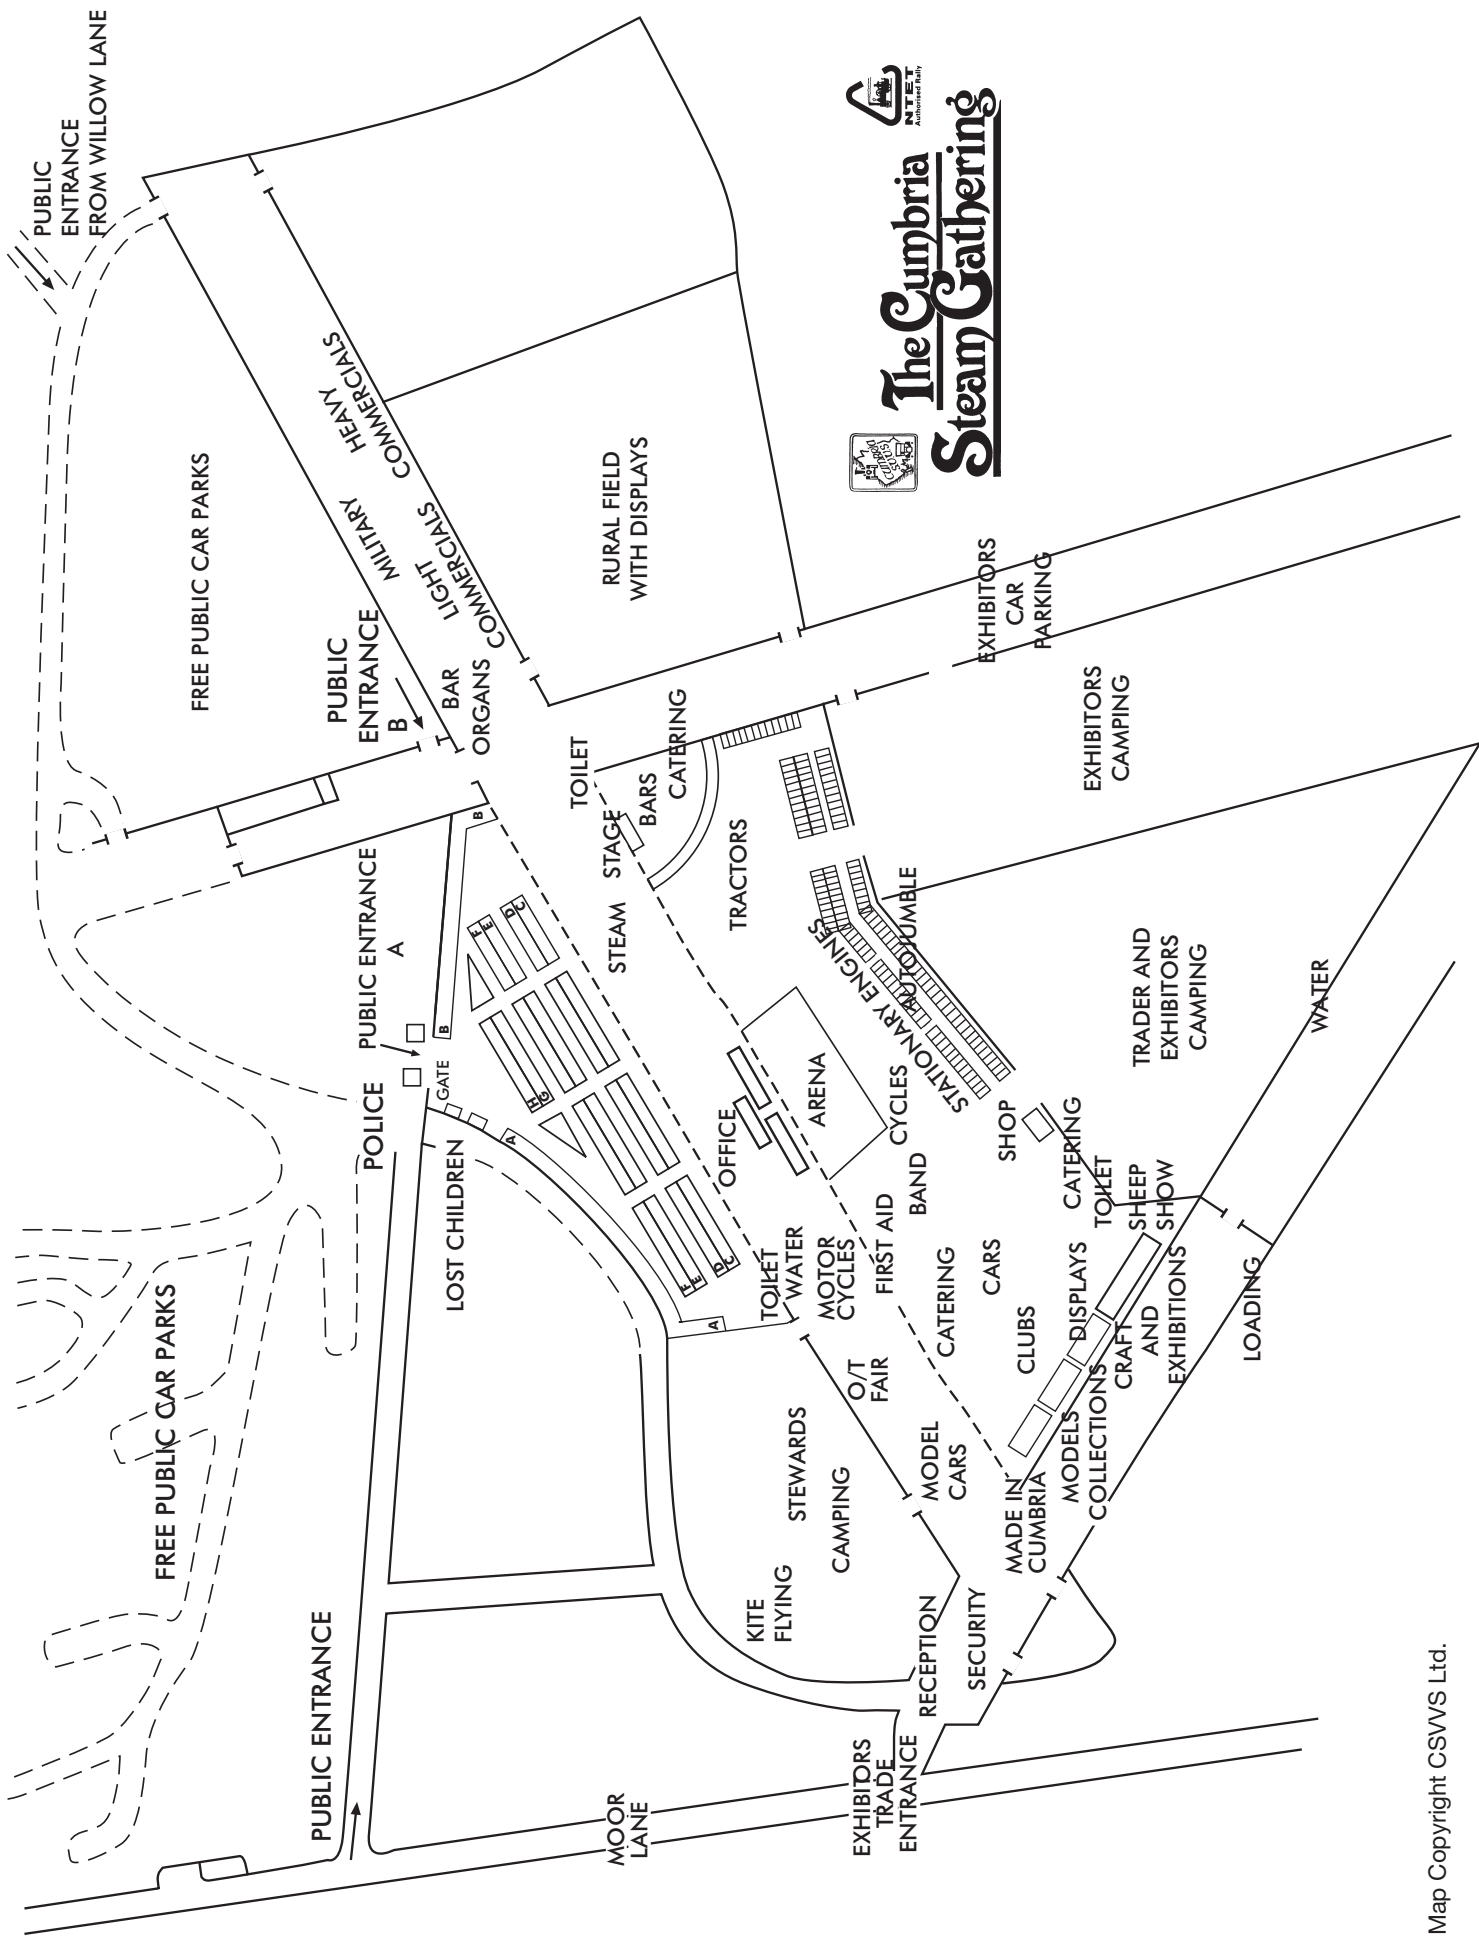 PUBLIC
ENTRANCE
FROM WILLOW LANE
FREE PUBLIC CAR PARKS
FREE PUBLIC CAR PARKS
PUBLIC ENTRANCE
PUBLIC
ENTRANCE
B
PUBLIC ENTRANCE
A
POLICE
GATE
LOST CHILDREN
MILITARY
HEAVY
COMMERCIALS
LIGHT
COMMERCIALS
BAR
ORGANS
B
B
A
A
H
G
F
E
D
C
F
E
D
C
TOILET
STEAM
STAGE
BARS
CATERING
RURAL FIELD
WITH DISPLAYS
MOOR
LANE
OFFICE
TRACTORS
KITE
FLYING
STEWARDS
CAMPING
TOILET
WATER
MOTOR
CYCLES
ARENA
O/T
FAIR
FIRST AID
CYCLES
BAND
STATIONARY ENGINES
AUTOJUMBLE
EXHIBITORS
TRADE
ENTRANCE
RECEPTION
SECURITY
MODEL
CARS
CATERING
CARS
CLUBS
SHOP
CATERING
TOILET
SHEEP
SHOW
MADE IN
CUMBRIA
MODELS
COLLECTIONS
DISPLAYS
CRAFT
AND
EXHIBITIONS
LOADING
EXHIBITORS
CAR
PARKING
EXHIBITORS
CAMPING
TRADER AND
EXHIBITORS
CAMPING
WATER
NTET
Authorised Rally
The Cumbria
Steam Gathering
Map Copyright CSVVS Ltd.